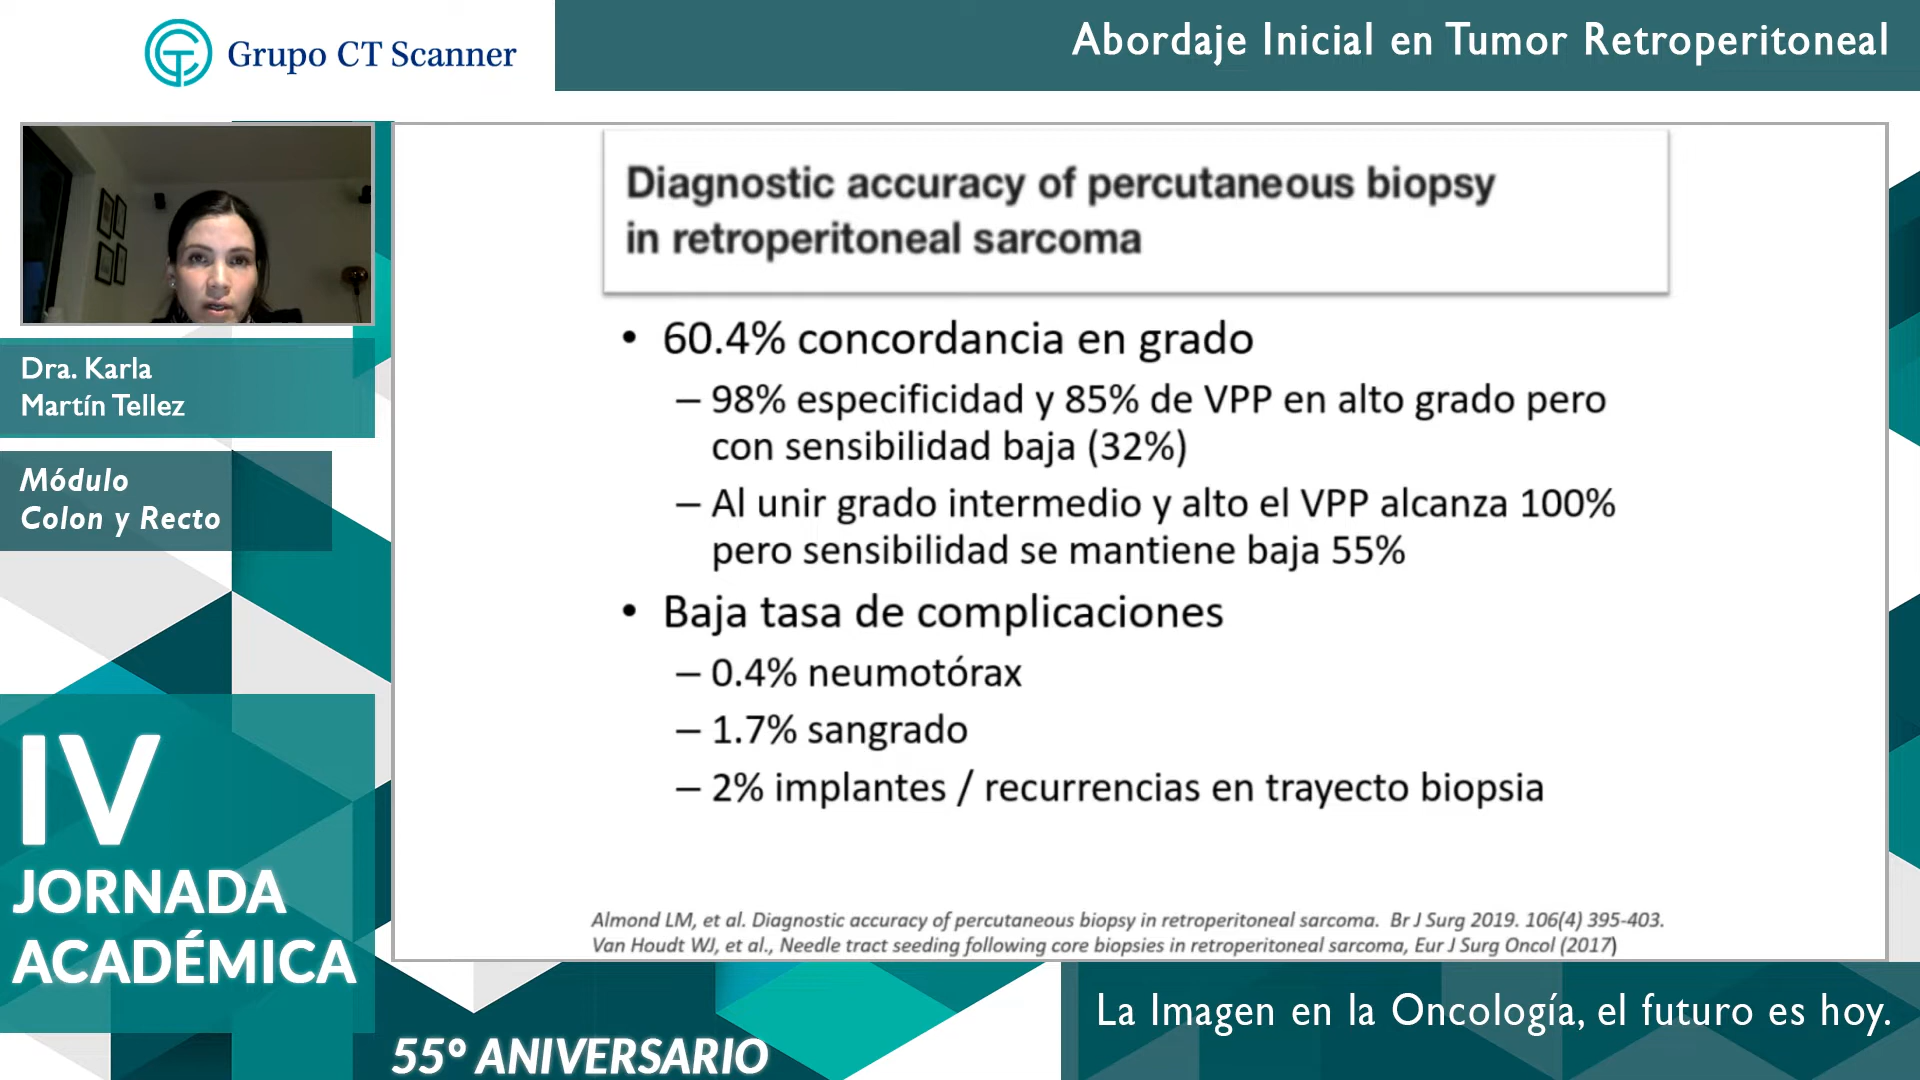 Grupo CT Scanner
Abordaje Inicial en Tumor Retroperitoneal
Dra. Karla
Martín Tellez
Módulo
Colon y Recto
IV
JORNADA
ACADÉMICA
55º ANIVERSARIO
Diagnostic accuracy of percutaneous biopsy
in retroperitoneal sarcoma
• 60.4% concordancia en grado
– 98% especificidad y 85% de VPP en alto grado pero
con sensibilidad baja (32%)
– Al unir grado intermedio y alto el VPP alcanza 100%
pero sensibilidad se mantiene baja 55%
• Baja tasa de complicaciones
– 0.4% neumotórax
– 1.7% sangrado
– 2% implantes / recurrencias en trayecto biopsia
Almond LM, et al. Diagnostic accuracy of percutaneous biopsy in retroperitoneal sarcoma. Br J Surg 2019. 106(4) 395-403.
Van Houdt WJ, et al., Needle tract seeding following core biopsies in retroperitoneal sarcoma, Eur J Surg Oncol (2017)
La Imagen en la Oncología, el futuro es hoy.